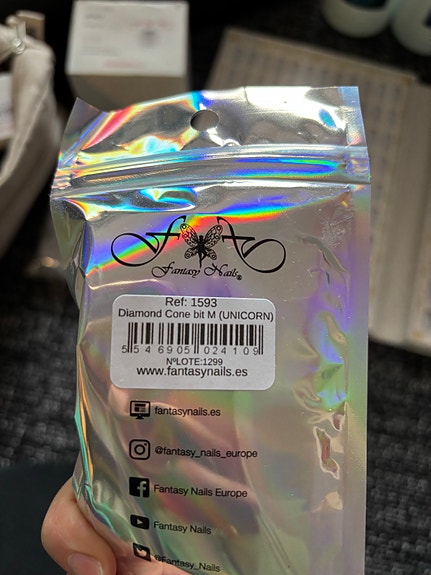 Fantasy Nails®
Ref: 1593
Diamond Cone bit M (UNICORN)
5 546905 024109
NºLOTE:1299
www.fantasynails.es
fantasynails.es
@fantasy_nails_europe
Fantasy Nails Europe
Fantasy Nails
@Fantasy_Nails